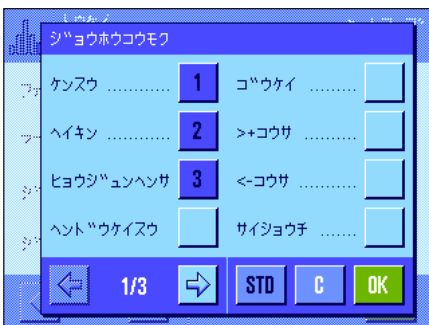 ジョウホウコウモク
ケンスウ ............ 1
ゴウケイ ............
ヘイキン ............ 2
>+コウサ ..........
ヒョウジュンヘンサ 3
<-コウサ ..........
ヘンドウケイスウ
サイショウチ .......
1/3 STD C OK